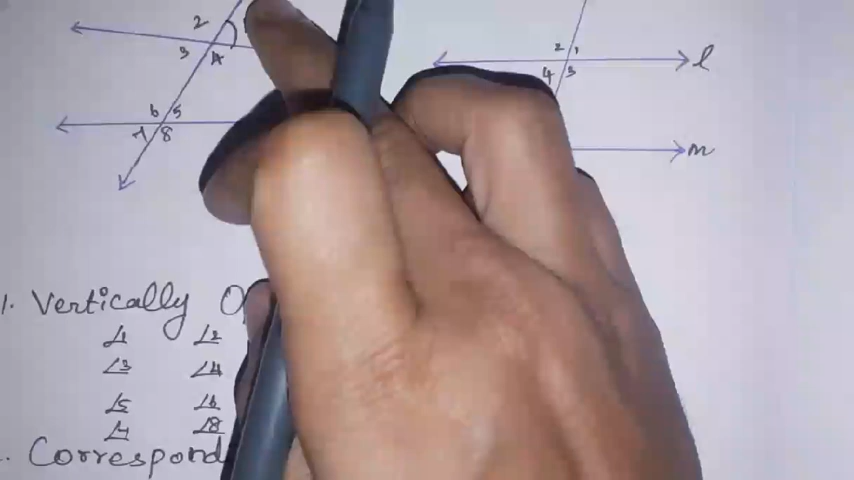 2
3 4
6 5
7 8
2 1
4 3
l
m
1. Vertically O
∠1 ∠2
∠3 ∠4
∠5 ∠6
∠7 ∠8
Correspond